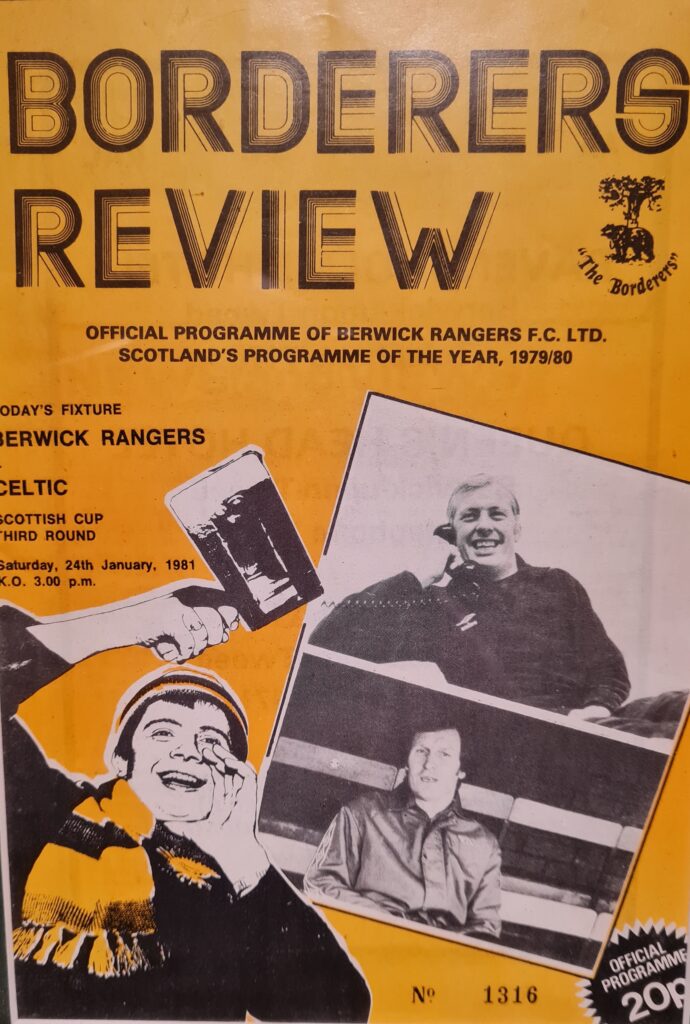 BORDERERS
REVIEW
"The Borderers"
OFFICIAL PROGRAMME OF BERWICK RANGERS F.C. LTD.
SCOTLAND'S PROGRAMME OF THE YEAR, 1979/80
ODAY'S FIXTURE
BERWICK RANGERS
CELTIC
SCOTTISH CUP
THIRD ROUND
Saturday, 24th January, 1981
K.O. 3.00 p.m.
Nº 1316
OFFICIAL
PROGRAMME
20p